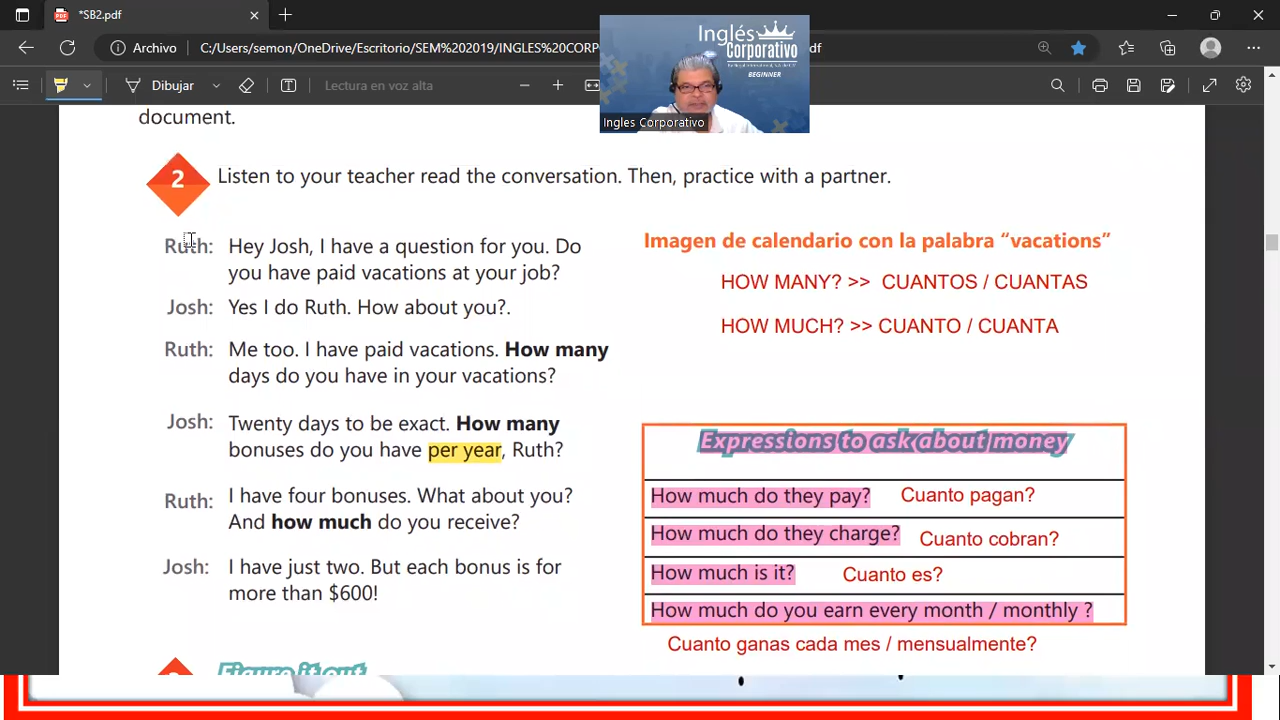 *SB2.pdf
Archivo
C:/Users/semon/OneDrive/Escritorio/SEM%202019/INGLES%20CORP
df
Dibujar
Lectura en voz alta
Inglés
Corporativo
BEGINNER
Ingles Corporativo
document.
2
Listen to your teacher read the conversation. Then, practice with a partner.
Ruth: Hey Josh, I have a question for you. Do
you have paid vacations at your job?
Josh: Yes I do Ruth. How about you?.
Ruth: Me too. I have paid vacations. How many
days do you have in your vacations?
Josh: Twenty days to be exact. How many
bonuses do you have per year, Ruth?
Ruth: I have four bonuses. What about you?
And how much do you receive?
Josh: I have just two. But each bonus is for
more than $600!
Imagen de calendario con la palabra “vacations”
HOW MANY? >> CUANTOS / CUANTAS
HOW MUCH? >> CUANTO / CUANTA
Expressions to ask about money
How much do they pay? Cuanto pagan?
How much do they charge? Cuanto cobran?
How much is it? Cuanto es?
How much do you earn every month / monthly ?
Cuanto ganas cada mes / mensualmente?
Figure it out